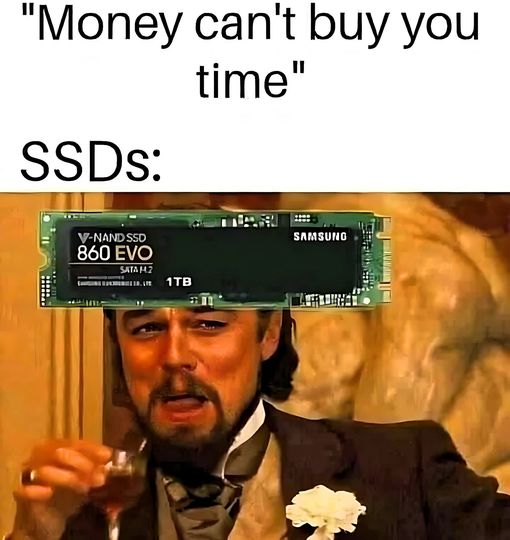 "Money can't buy you
time"
SSDs:
V-NAND SSD
SAMSUNG
860 EVO
SATA M.2
1TB